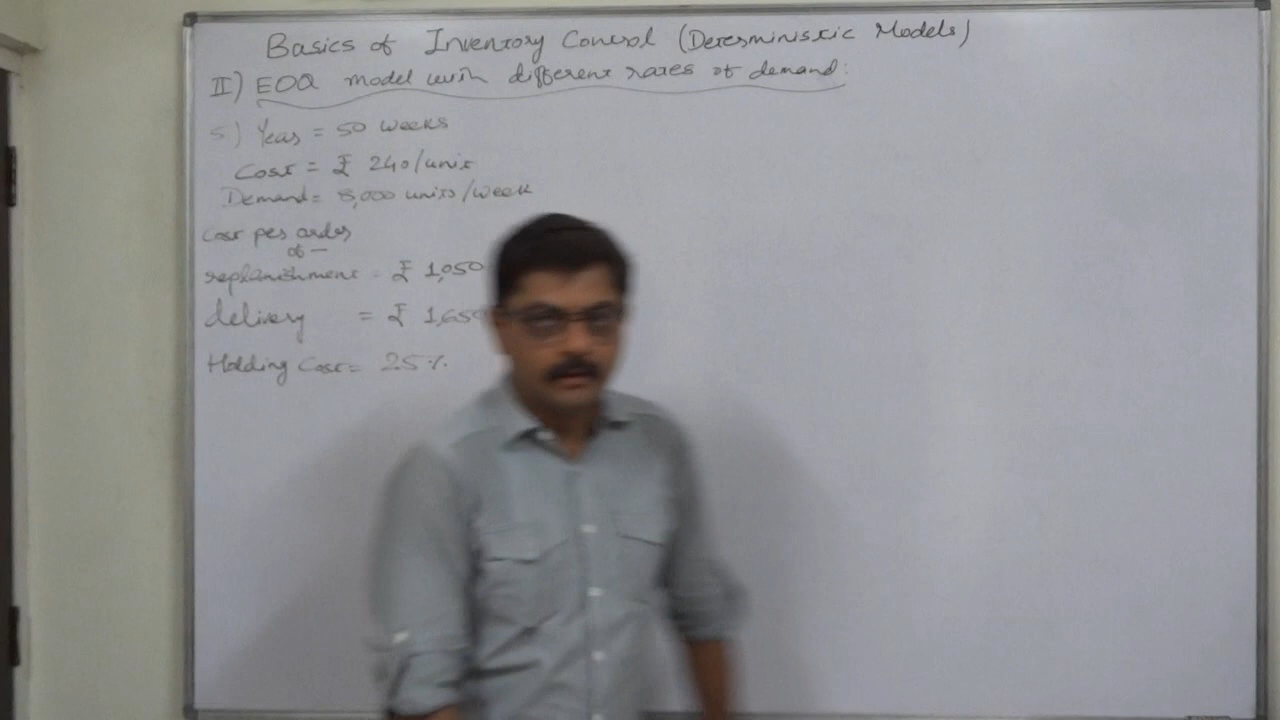 Basics of Inventory Control (Deterministic Models)
II) EOQ model with different rates of demand:
5) Year = 50 weeks
Cost = ₹ 240/unit
Demand = 8,000 units/week
Cost per order
of —
replenishment = ₹ 1,050
delivery = ₹ 1,650
Holding Cost = 25%